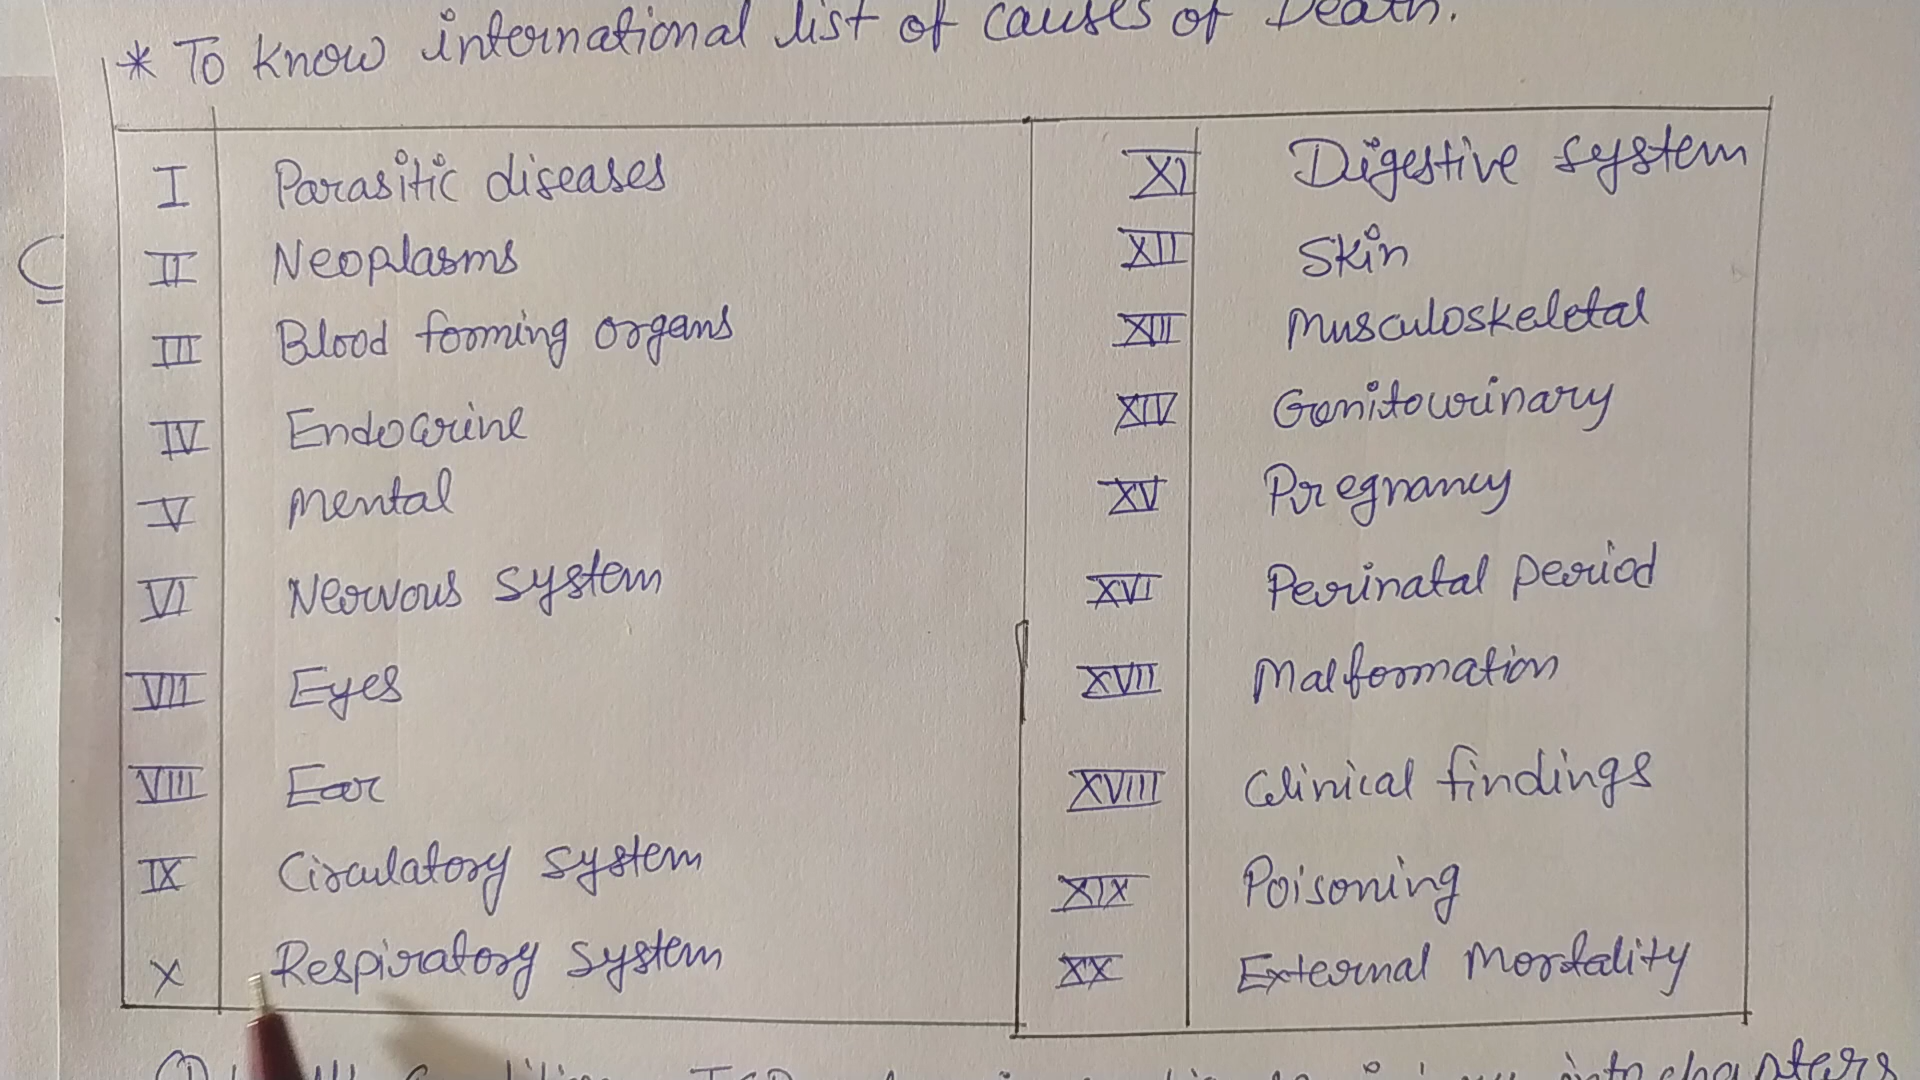 * To know international list of causes of Death.
I Parasitic diseases
II Neoplasms
III Blood forming organs
IV Endocrine
V Mental
VI Nervous system
VII Eyes
VIII Ear
IX Circulatory system
X Respiratory system
XI Digestive system
XII Skin
XIII Musculoskeletal
XIV Genitourinary
XV Pregnancy
XVI Perinatal period
XVII Malformation
XVIII Clinical findings
XIX Poisoning
XX External Mortality
into chapters